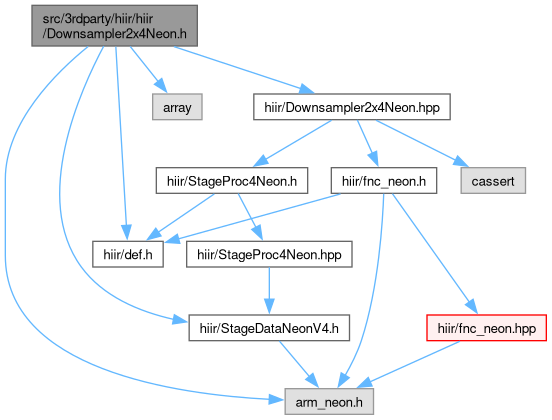 src/3rdparty/hiir/hiir
/Downsampler2x4Neon.h
array
hiir/Downsampler2x4Neon.hpp
hiir/StageProc4Neon.h
hiir/fnc_neon.h
cassert
hiir/def.h
hiir/StageProc4Neon.hpp
hiir/StageDataNeonV4.h
hiir/fnc_neon.hpp
arm_neon.h